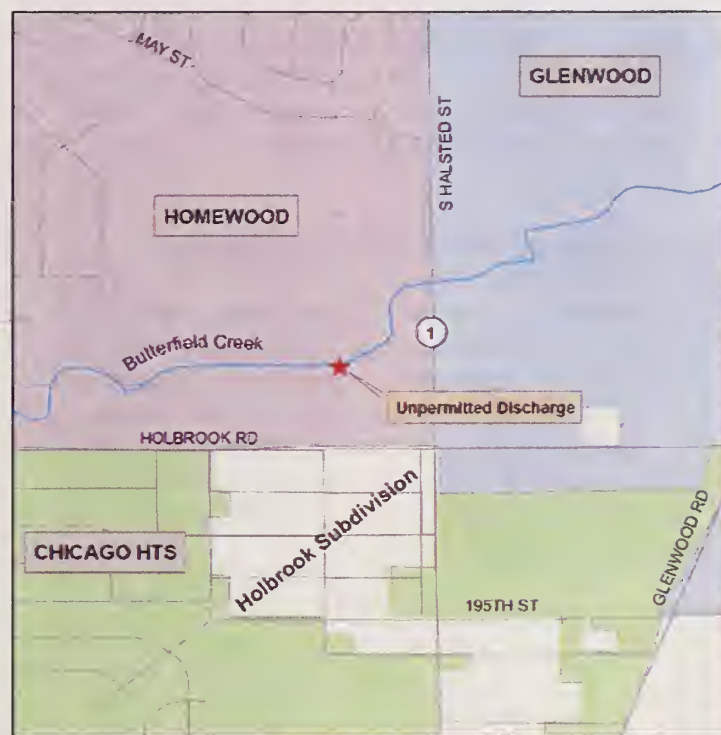 MAY ST
GLENWOOD
S HALSTED ST
HOMEWOOD
1
Butterfield Creek
Unpermitted Discharge
HOLBROOK RD
Holbrook Subdivision
CHICAGO HTS
GLENWOOD RD
195TH ST